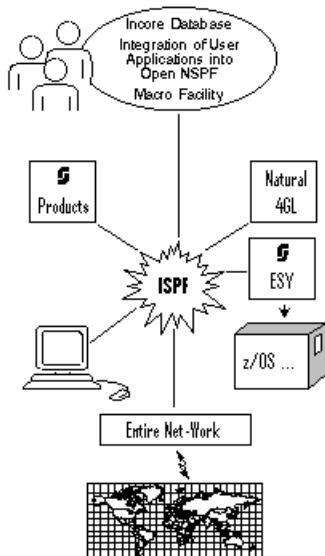 Incore Database
Integration of User
Applications into
Open NSPF
Macro Facility
Products
Natural
4GL
ISPF
ESY
z/OS ...
Entire Net-Work